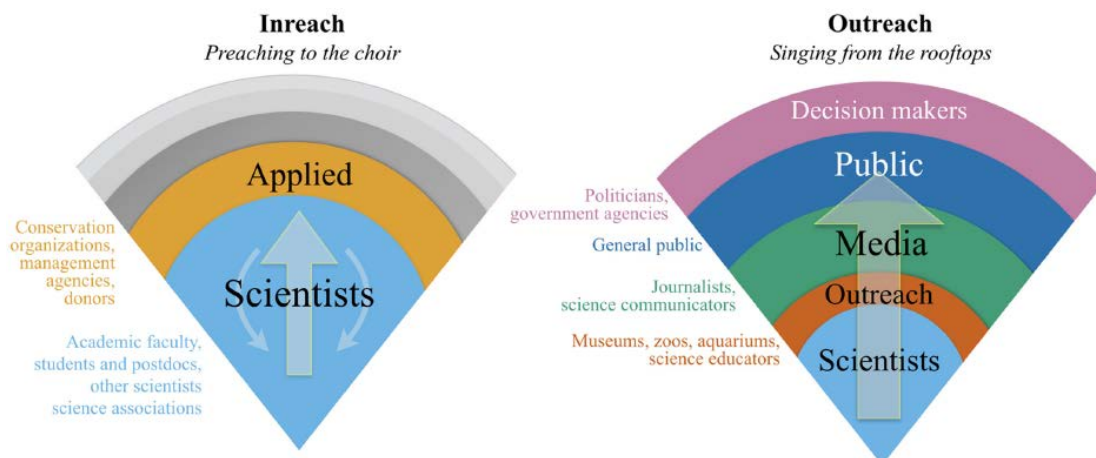 Inreach
Preaching to the choir
Applied
Conservation
organizations,
management
agencies,
donors
Scientists
Academic faculty,
students and postdocs,
other scientists
science associations
Outreach
Singing from the rooftops
Decision makers
Public
Politicians,
government agencies
General public
Media
Journalists,
science communicators
Outreach
Museums, zoos, aquariums,
science educators
Scientists